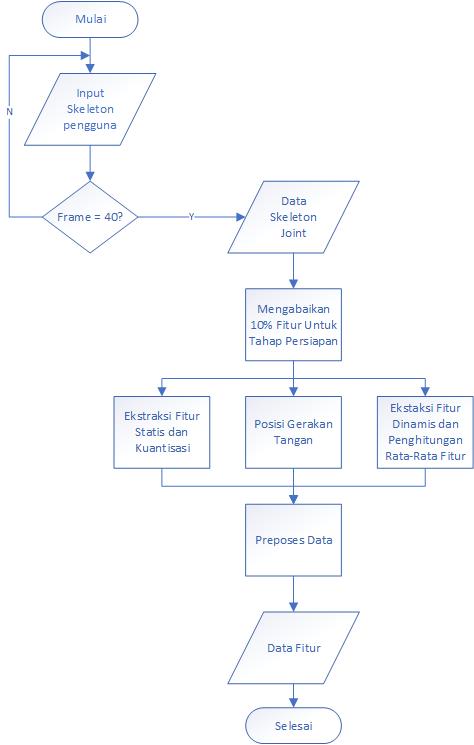 Mulai
Input
Skeleton
pengguna
N
Frame = 40?
Y
Data
Skeleton
Joint
Mengabaikan
10% Fitur Untuk
Tahap Persiapan
Ekstraksi Fitur
Statis dan
Kuantisasi
Posisi Gerakan
Tangan
Ekstaksi Fitur
Dinamis dan
Penghitungan
Rata-Rata Fitur
Preposes Data
Data Fitur
Selesai